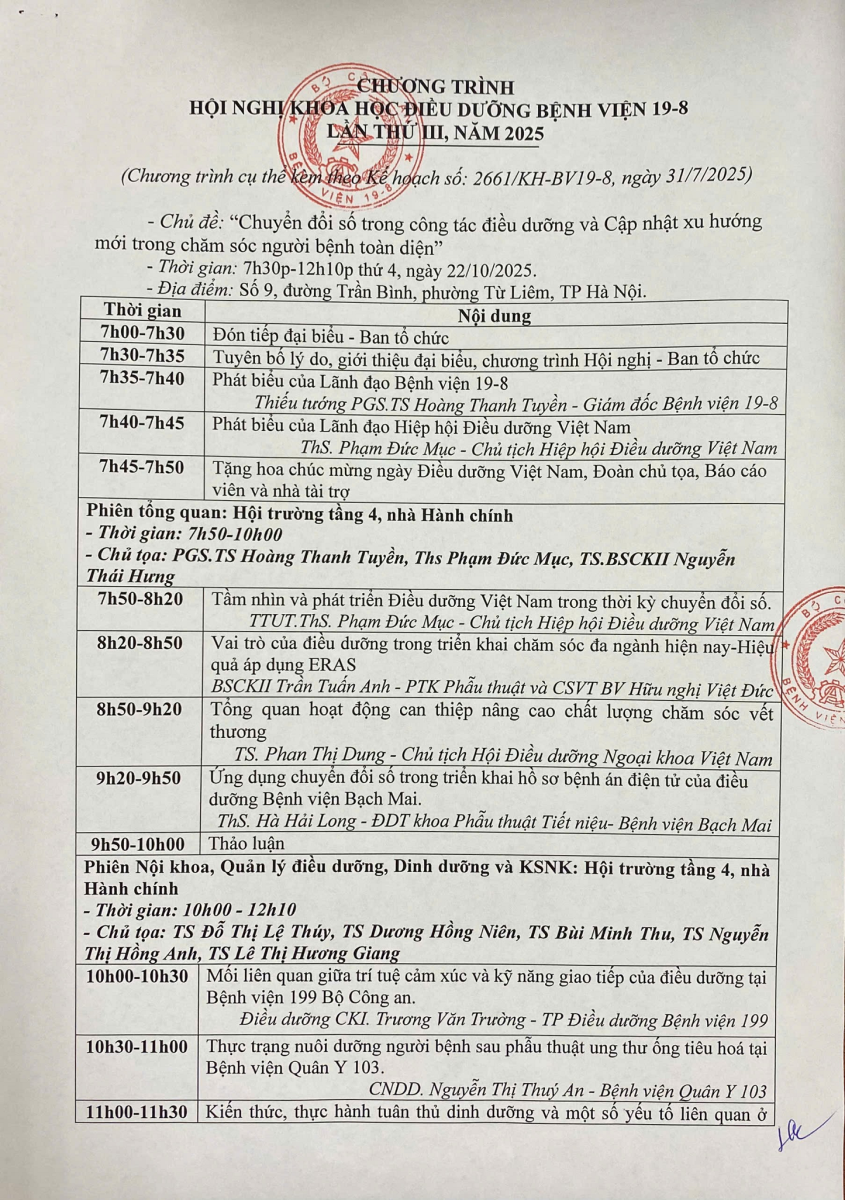 CHƯƠNG TRÌNH
HỘI NGHỊ KHOA HỌC ĐIỀU DƯỠNG BỆNH VIỆN 19-8
LẦN THỨ III, NĂM 2025
(Chương trình cụ thể kèm theo Kế hoạch số: 2661/KH-BV19-8, ngày 31/7/2025)
- Chủ đề: “Chuyển đổi số trong công tác điều dưỡng và Cập nhật xu hướng
mới trong chăm sóc người bệnh toàn diện”
- Thời gian: 7h30p-12h10p thứ 4, ngày 22/10/2025.
- Địa điểm: Số 9, đường Trần Bình, phường Từ Liêm, TP Hà Nội.
Thời gian Nội dung
7h00-7h30 Đón tiếp đại biểu - Ban tổ chức
7h30-7h35 Tuyên bố lý do, giới thiệu đại biểu, chương trình Hội nghị - Ban tổ chức
7h35-7h40 Phát biểu của Lãnh đạo Bệnh viện 19-8
Thiếu tướng PGS.TS Hoàng Thanh Tuyền - Giám đốc Bệnh viện 19-8
7h40-7h45 Phát biểu của Lãnh đạo Hiệp hội Điều dưỡng Việt Nam
ThS. Phạm Đức Mục - Chủ tịch Hiệp hội Điều dưỡng Việt Nam
7h45-7h50 Tặng hoa chúc mừng ngày Điều dưỡng Việt Nam, Đoàn chủ tọa, Báo cáo
viên và nhà tài trợ
Phiên tổng quan: Hội trường tầng 4, nhà Hành chính
- Thời gian: 7h50-10h00
- Chủ tọa: PGS.TS Hoàng Thanh Tuyền, Ths Phạm Đức Mục, TS.BSCKII Nguyễn
Thái Hưng
7h50-8h20 Tầm nhìn và phát triển Điều dưỡng Việt Nam trong thời kỳ chuyển đổi số.
TTUT.ThS. Phạm Đức Mục - Chủ tịch Hiệp hội Điều dưỡng Việt Nam
8h20-8h50 Vai trò của điều dưỡng trong triển khai chăm sóc đa ngành hiện nay-Hiệu
quả áp dụng ERAS
BSCKII Trần Tuấn Anh - PTK Phẫu thuật và CSVT BV Hữu nghị Việt Đức
8h50-9h20 Tổng quan hoạt động can thiệp nâng cao chất lượng chăm sóc vết
thương
TS. Phan Thị Dung - Chủ tịch Hội Điều dưỡng Ngoại khoa Việt Nam
9h20-9h50 Ứng dụng chuyển đổi số trong triển khai hồ sơ bệnh án điện tử của điều
dưỡng Bệnh viện Bạch Mai.
ThS. Hà Hải Long - ĐDT khoa Phẫu thuật Tiết niệu- Bệnh viện Bạch Mai
9h50-10h00 Thảo luận
Phiên Nội khoa, Quản lý điều dưỡng, Dinh dưỡng và KSNK: Hội trường tầng 4, nhà
Hành chính
- Thời gian: 10h00 - 12h10
- Chủ tọa: TS Đỗ Thị Lệ Thúy, TS Dương Hồng Niên, TS Bùi Minh Thu, TS Nguyễn
Thị Hồng Anh, TS Lê Thị Hương Giang
10h00-10h30 Mối liên quan giữa trí tuệ cảm xúc và kỹ năng giao tiếp của điều dưỡng tại
Bệnh viện 199 Bộ Công an.
Điều dưỡng CKI. Trương Văn Trường - TP Điều dưỡng Bệnh viện 199
10h30-11h00 Thực trạng nuôi dưỡng người bệnh sau phẫu thuật ung thư ống tiêu hoá tại
Bệnh viện Quân Y 103.
CNDD. Nguyễn Thị Thuý An - Bệnh viện Quân Y 103
11h00-11h30 Kiến thức, thực hành tuân thủ dinh dưỡng và một số yếu tố liên quan ở